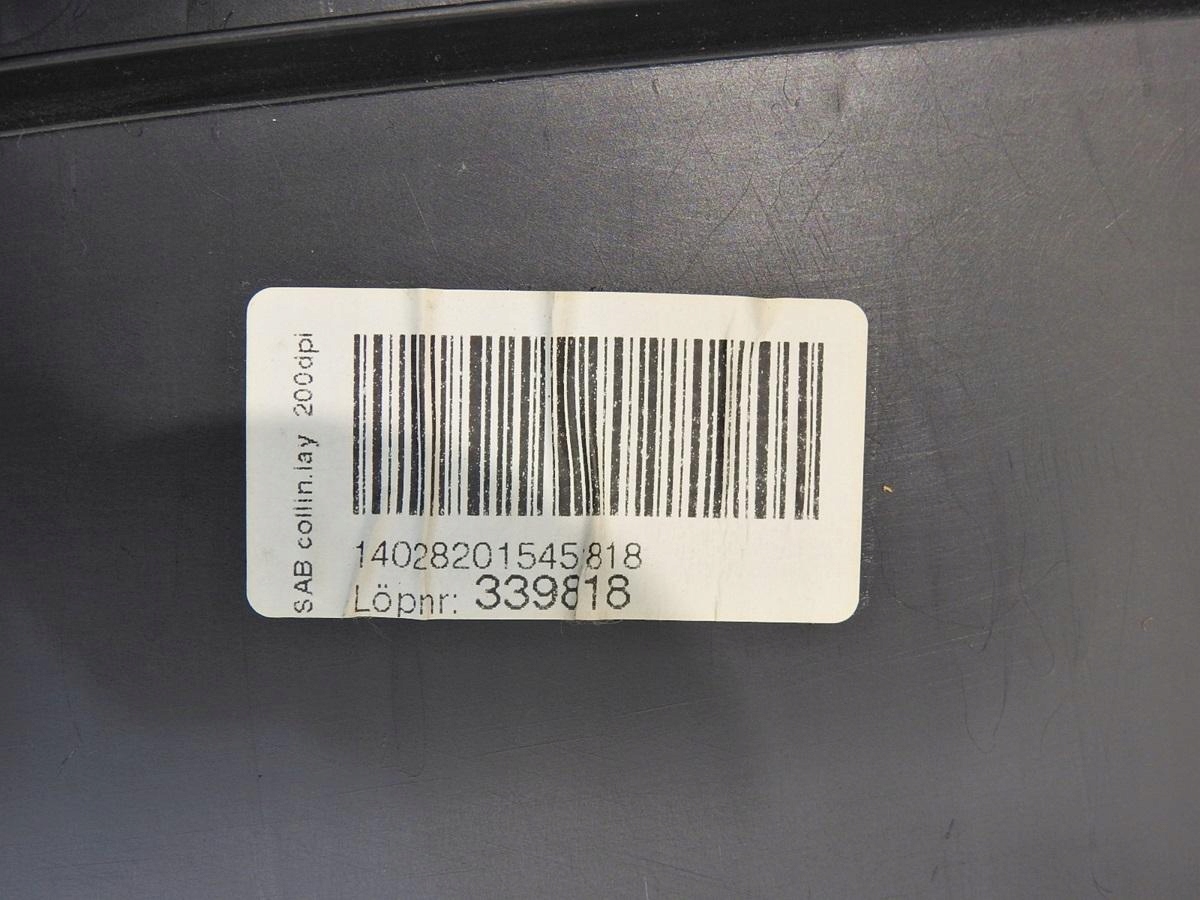 SAB collin.lay 200dpi
14028201545818
Löpnr: 339818